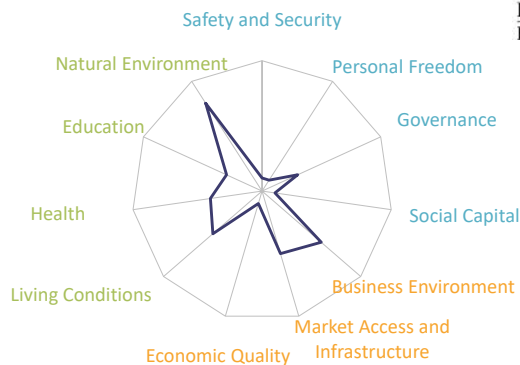 Safety and Security
Natural Environment
Personal Freedom
Education
Governance
Health
Social Capital
Living Conditions
Business Environment
Market Access and
Infrastructure
Economic Quality